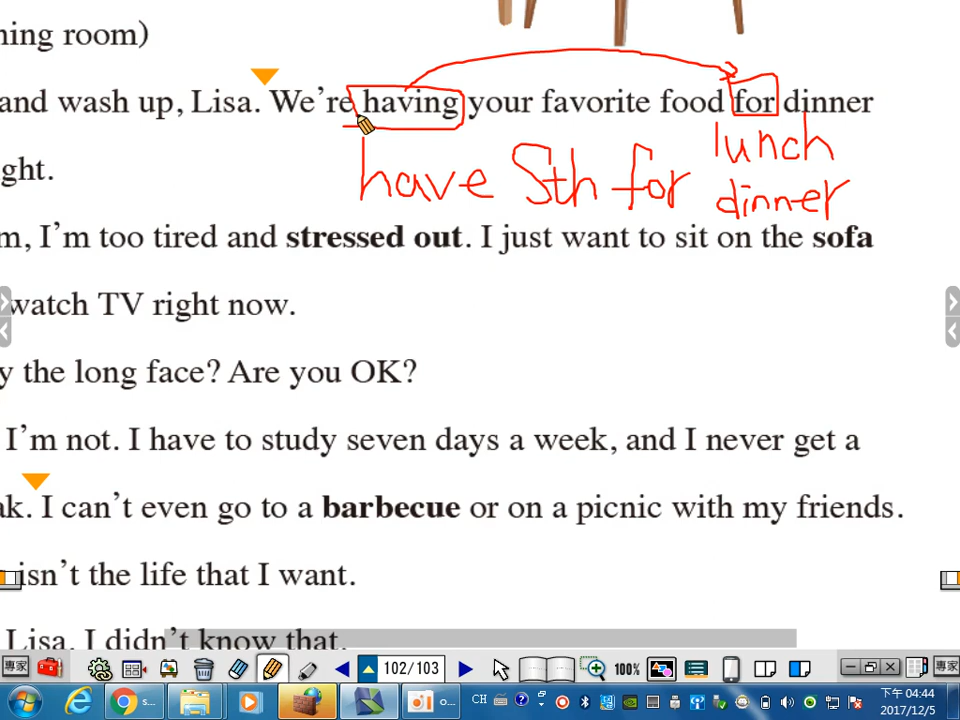 ning room)
and wash up, Lisa. We’re having your favorite food for dinner
have Sth for lunch
dinner
ght.
m, I’m too tired and stressed out. I just want to sit on the sofa
watch TV right now.
y the long face? Are you OK?
I’m not. I have to study seven days a week, and I never get a
ak. I can’t even go to a barbecue or on a picnic with my friends.
isn’t the life that I want.
Lisa. I didn’t know that.
專家 102/103 100% 專家
CH 下午 04:44
2017/12/5